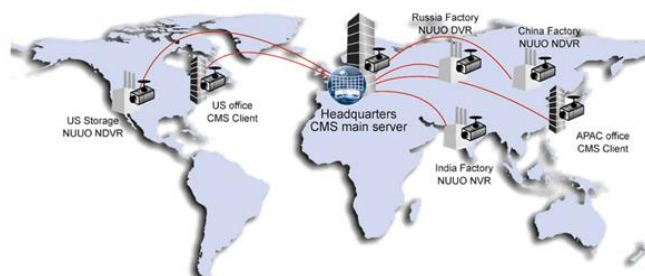 Russia Factory
NUUO DVR
China Factory
NUUO NDVR
US Storage
NUUO NDVR
US office
CMS Client
Headquarters
CMS main server
India Factory
NUUO NVR
APAC office
CMS Client